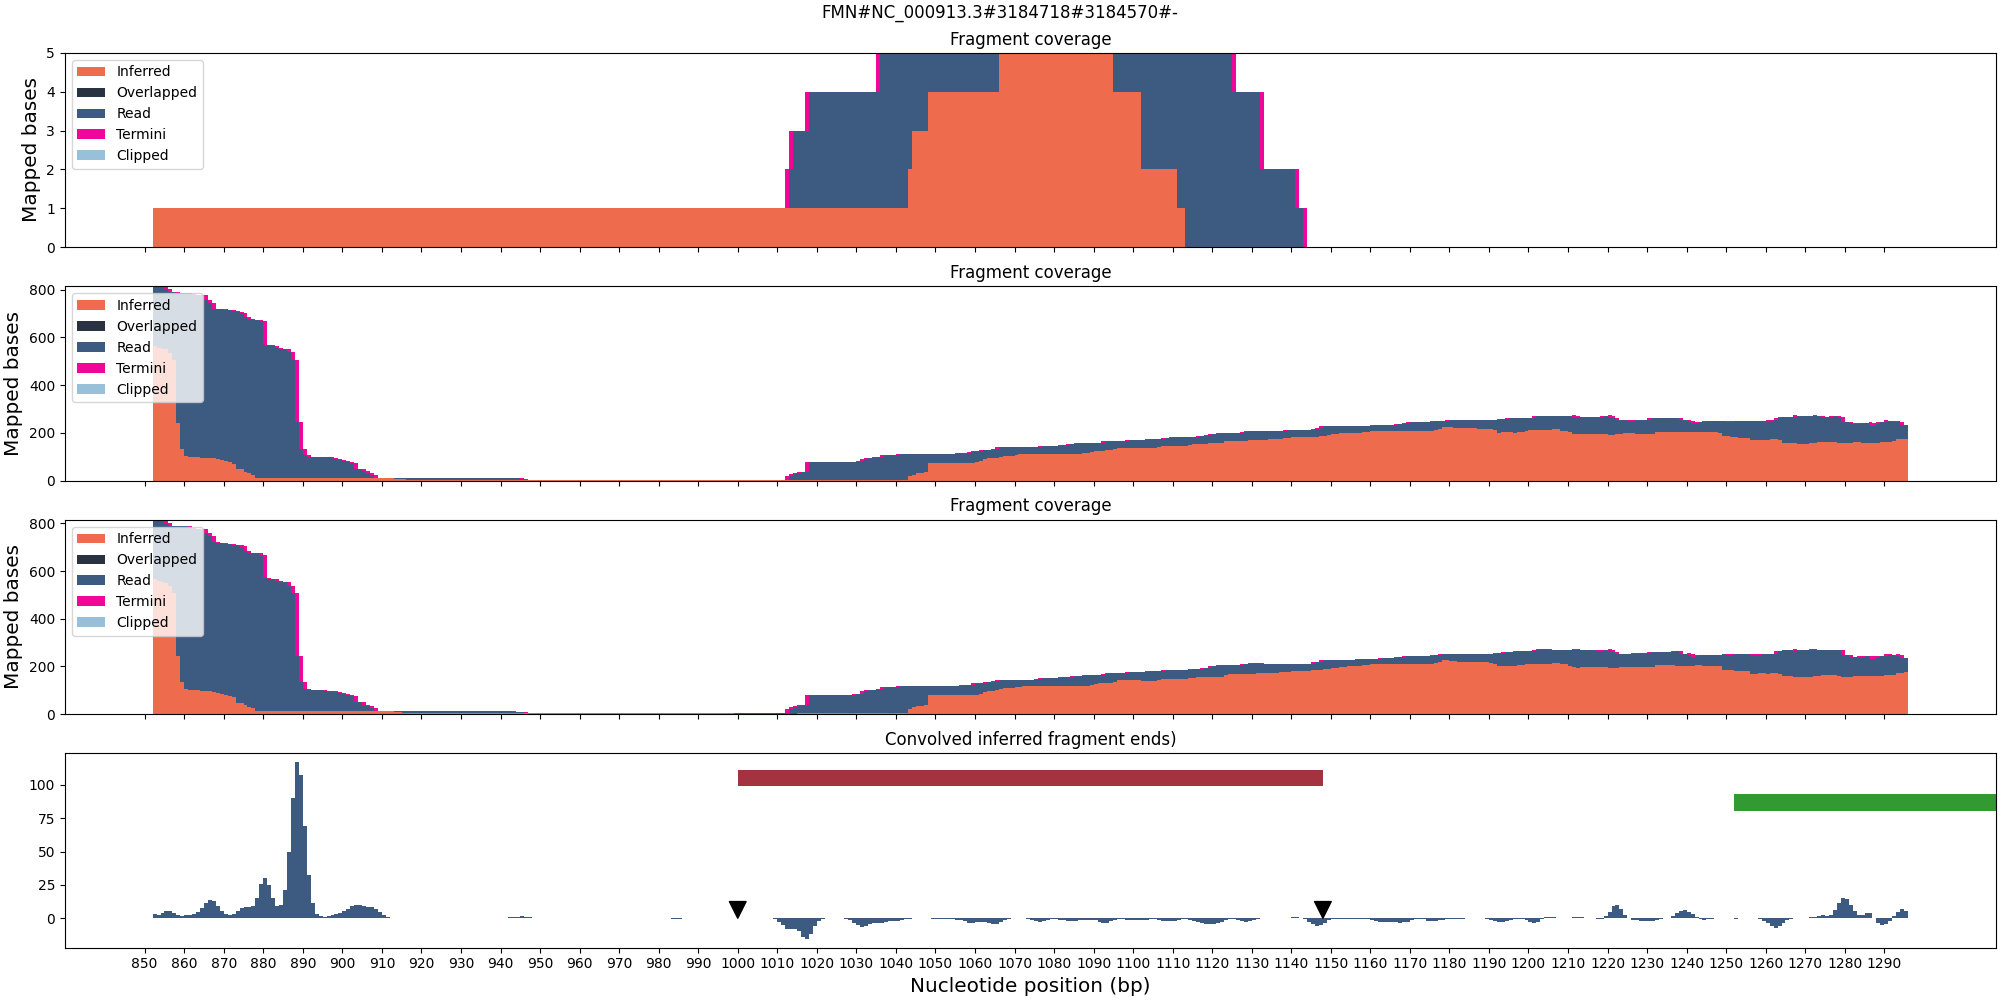 FMN#NC_000913.3#3184718#3184570#-
Fragment coverage
Mapped bases
5
4
3
2
1
0
Inferred
Overlapped
Read
Termini
Clipped
Fragment coverage
Mapped bases
800
600
400
200
0
Inferred
Overlapped
Read
Termini
Clipped
Fragment coverage
Mapped bases
800
600
400
200
0
Inferred
Overlapped
Read
Termini
Clipped
Convolved inferred fragment ends)
100
75
50
25
0
850 860 870 880 890 900 910 920 930 940 950 960 970 980 990 1000 1010 1020 1030 1040 1050 1060 1070 1080 1090 1100 1110 1120 1130 1140 1150 1160 1170 1180 1190 1200 1210 1220 1230 1240 1250 1260 1270 1280 1290
Nucleotide position (bp)